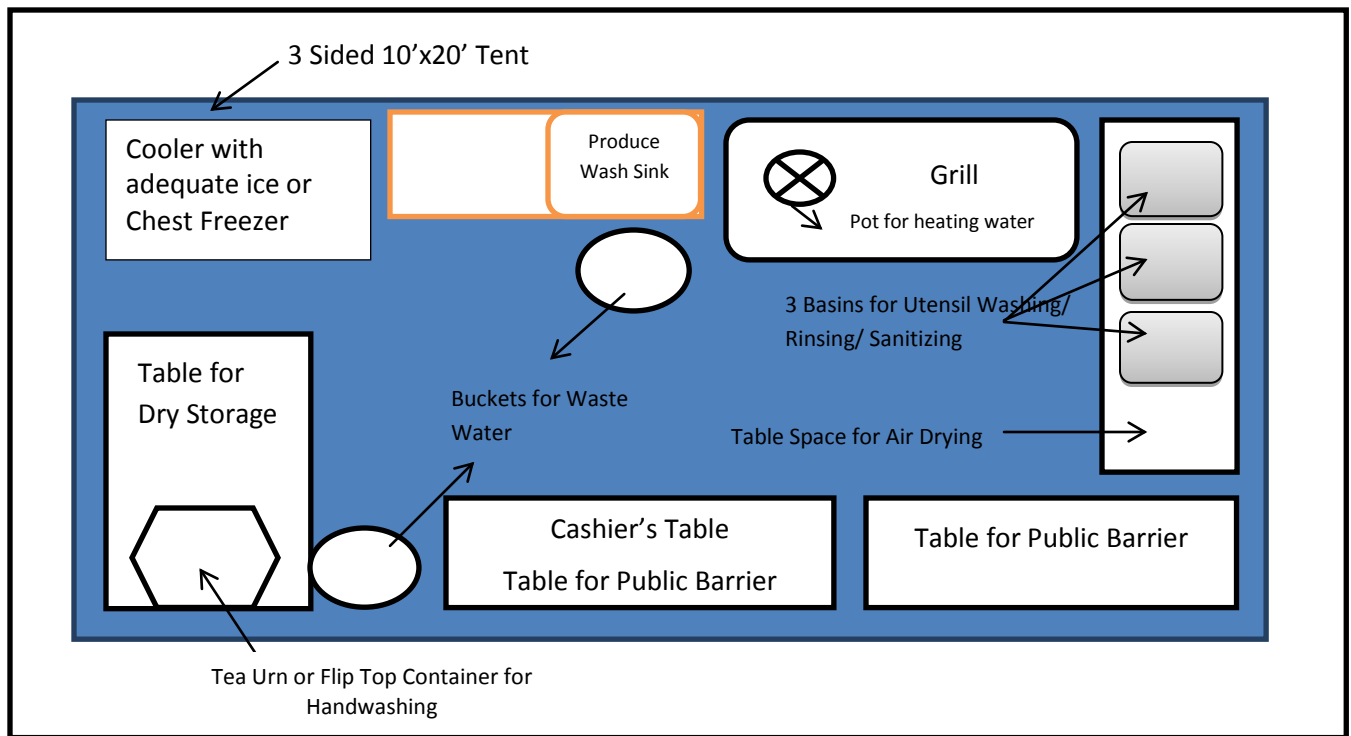 3 Sided 10’x20’ Tent
Cooler with
adequate ice or
Chest Freezer
Produce
Wash Sink
Grill
Pot for heating water
3 Basins for Utensil Washing/
Rinsing/ Sanitizing
Table for
Dry Storage
Buckets for Waste
Water
Table Space for Air Drying
Cashier’s Table
Table for Public Barrier
Table for Public Barrier
Tea Urn or Flip Top Container for
Handwashing